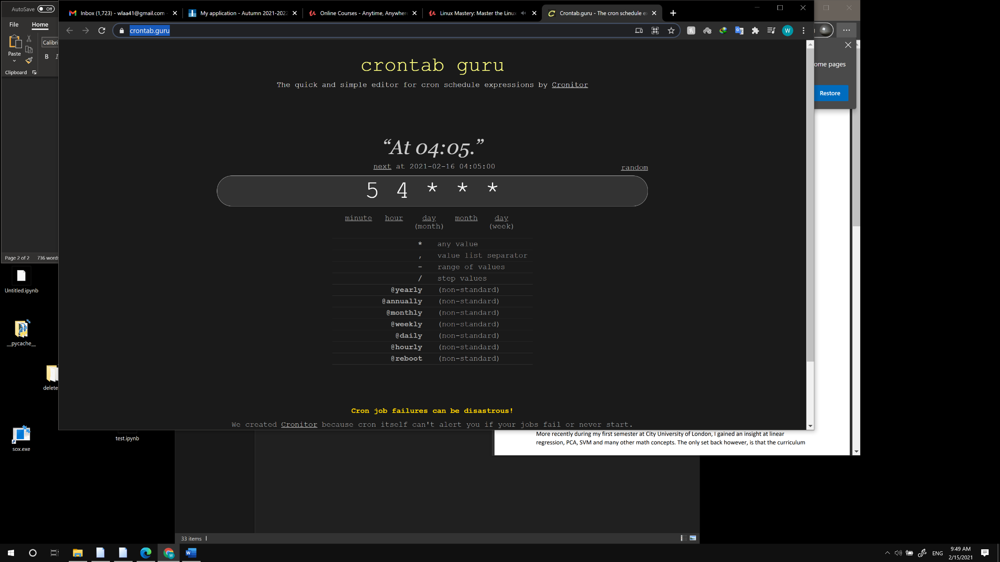 AutoSave Off
File Home
Paste
Calibri
B I
Clipboard
Page 2 of 2 736 words
Inbox (1,723) - wlaa41@gmail.com -
My application - Autumn 2021-2022
Online Courses - Anytime, Anywhere
Linux Mastery: Master the Linux
Crontab.guru - The cron schedule ex
crontab.guru
W
ome pages
Restore
crontab guru
The quick and simple editor for cron schedule expressions by Cronitor
“At 04:05.”
next at 2021-02-16 04:05:00
random
5 4 * * *
minute hour day (month) month day (week)
* any value
, value list separator
- range of values
/ step values
@yearly (non-standard)
@annually (non-standard)
@monthly (non-standard)
@weekly (non-standard)
@daily (non-standard)
@hourly (non-standard)
@reboot (non-standard)
Cron job failures can be disastrous!
We created Cronitor because cron itself can't alert you if your jobs fail or never start.
Untitled.ipynb
__pycache__
delete
sox.exe
test.ipynb
More recently during my first semester at City University of London, I gained an insight at linear
regression, PCA, SVM and many other math concepts. The only set back however, is that the curriculum
33 items
ENG
9:49 AM
2/15/2021